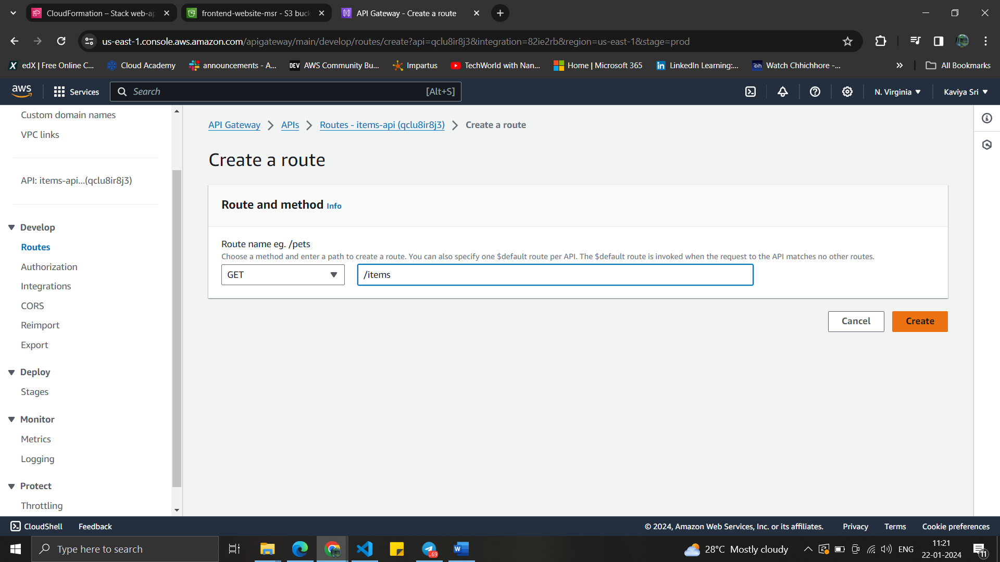 CloudFormation – Stack web-ap
frontend-website-msr - S3 buck
API Gateway - Create a route
us-east-1.console.aws.amazon.com/apigateway/main/develop/routes/create?api=qclu8ir8j3&integration=82ie2rb&region=us-east-1&stage=prod
edX | Free Online C...
Cloud Academy
announcements - A...
DEV AWS Community Bu...
Impartus
TechWorld with Nan...
Home | Microsoft 365
LinkedIn Learning:...
Dh Watch Chhichhore -...
All Bookmarks
aws
Services
Search
[Alt+S]
N. Virginia
Kaviya Sri
Custom domain names
VPC links
API: items-api...(qclu8ir8j3)
Develop
Routes
Authorization
Integrations
CORS
Reimport
Export
Deploy
Stages
Monitor
Metrics
Logging
Protect
Throttling
API Gateway
APIs
Routes - items-api (qclu8ir8j3)
Create a route
Create a route
Route and method Info
Route name eg. /pets
Choose a method and enter a path to create a route. You can also specify one $default route per API. The $default route is invoked when the request to the API matches no other routes.
GET
/items
Cancel
Create
CloudShell
Feedback
© 2024, Amazon Web Services, Inc. or its affiliates.
Privacy
Terms
Cookie preferences
Type here to search
..69
28°C Mostly cloudy
ENG
11:21
22-01-2024
11